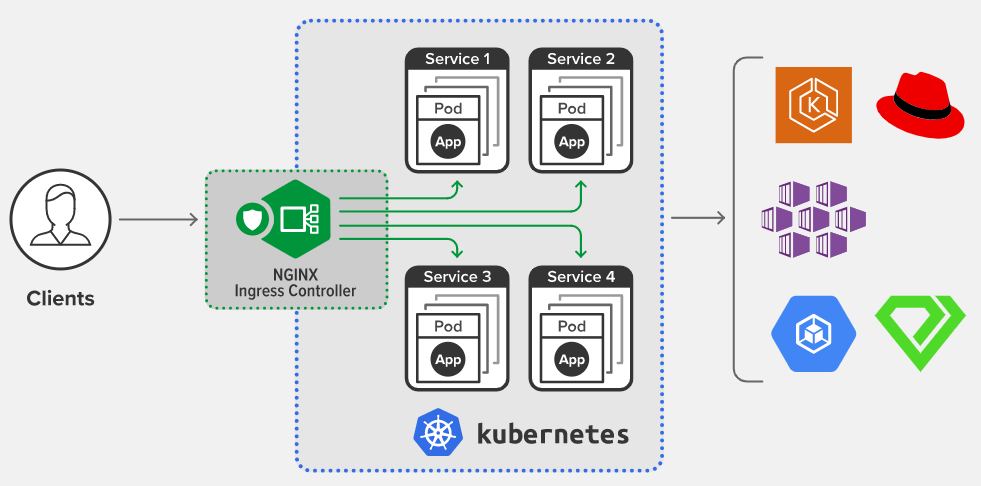 Service 1
Service 2
Pod
App
Pod
App
Clients
NGINX
Ingress Controller
Service 3
Service 4
Pod
App
Pod
App
kubernetes
K